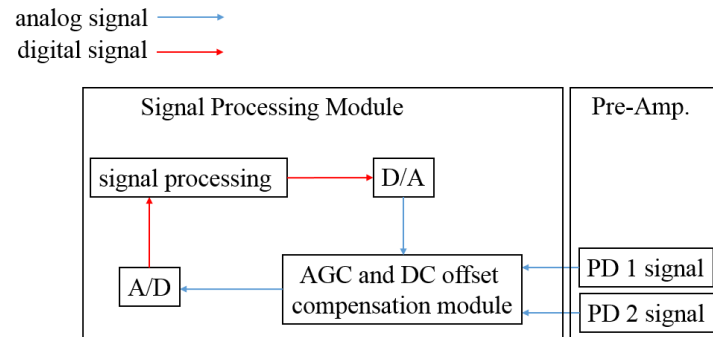 analog signal
digital signal
Signal Processing Module
Pre-Amp.
signal processing
D/A
A/D
AGC and DC offset
compensation module
PD 1 signal
PD 2 signal